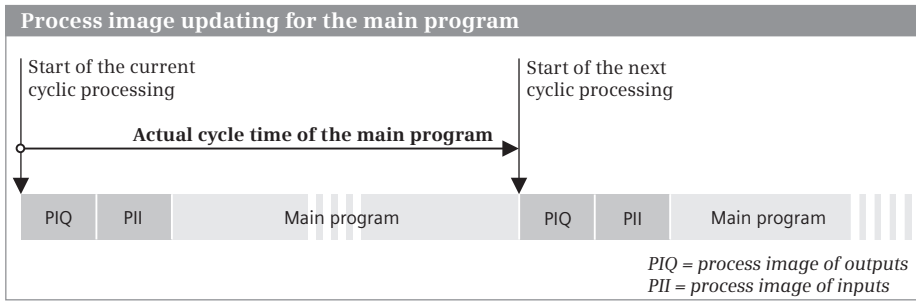 Process image updating for the main program
Start of the current
cyclic processing
Start of the next
cyclic processing
Actual cycle time of the main program
PIQ
PII
Main program
PIQ
PII
Main program
PIQ = process image of outputs
PII = process image of inputs